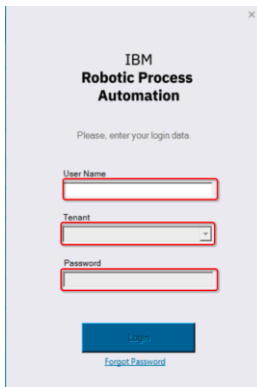 IBM
Robotic Process
Automation
Please, enter your login data.
User Name
Tenant
Password
Login
Forgot Password